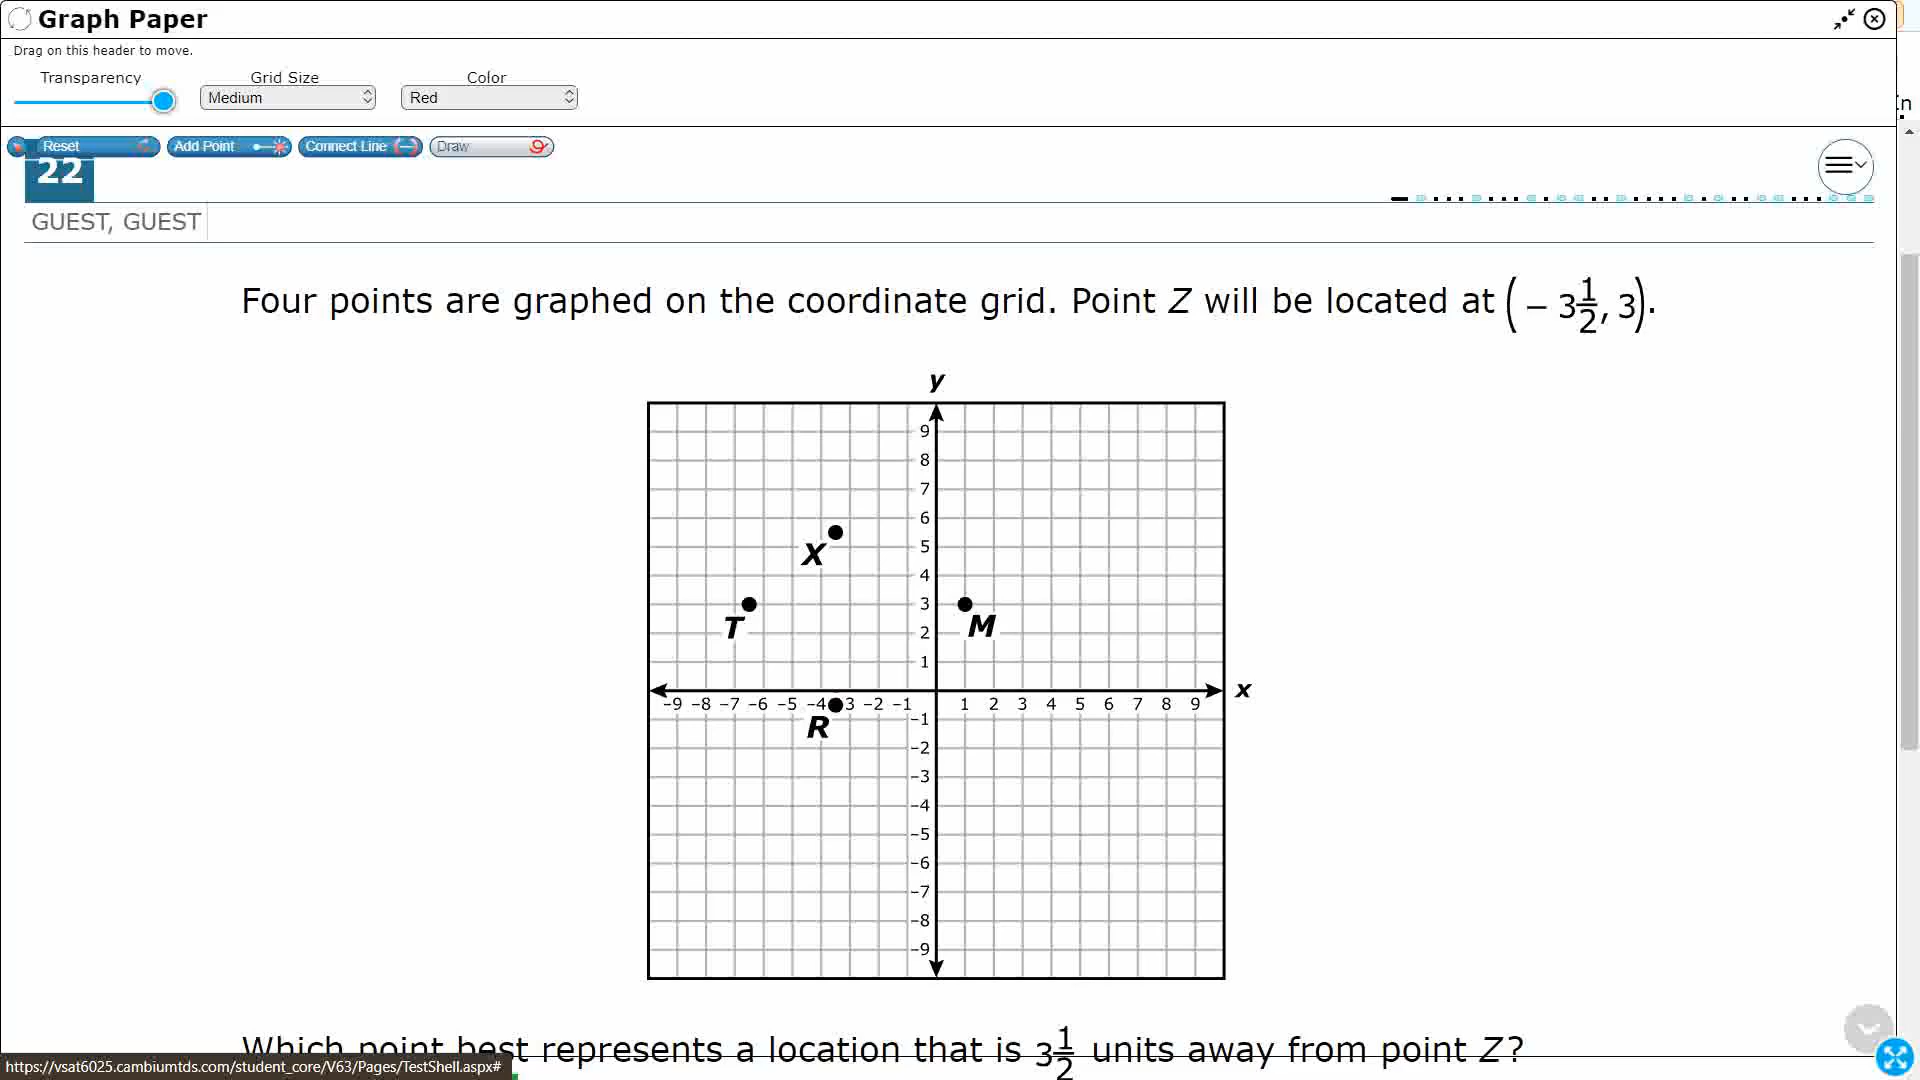 Graph Paper
Drag on this header to move.
Transparency Grid Size Color
Medium Red
Reset Add Point Connect Line Draw
22
GUEST, GUEST
Four points are graphed on the coordinate grid. Point Z will be located at (− 3 1/2, 3).
y
9
8
7
6
5
4
3
2
1
X
T
M
−9 −8 −7 −6 −5 −4 3 −2 −1 1 2 3 4 5 6 7 8 9
x
R
−1
−2
−3
−4
−5
−6
−7
−8
−9
Which point best represents a location that is 3 1/2 units away from point Z?
https://vsat6025.cambiumtds.com/student_core/V63/Pages/TestShell.aspx#